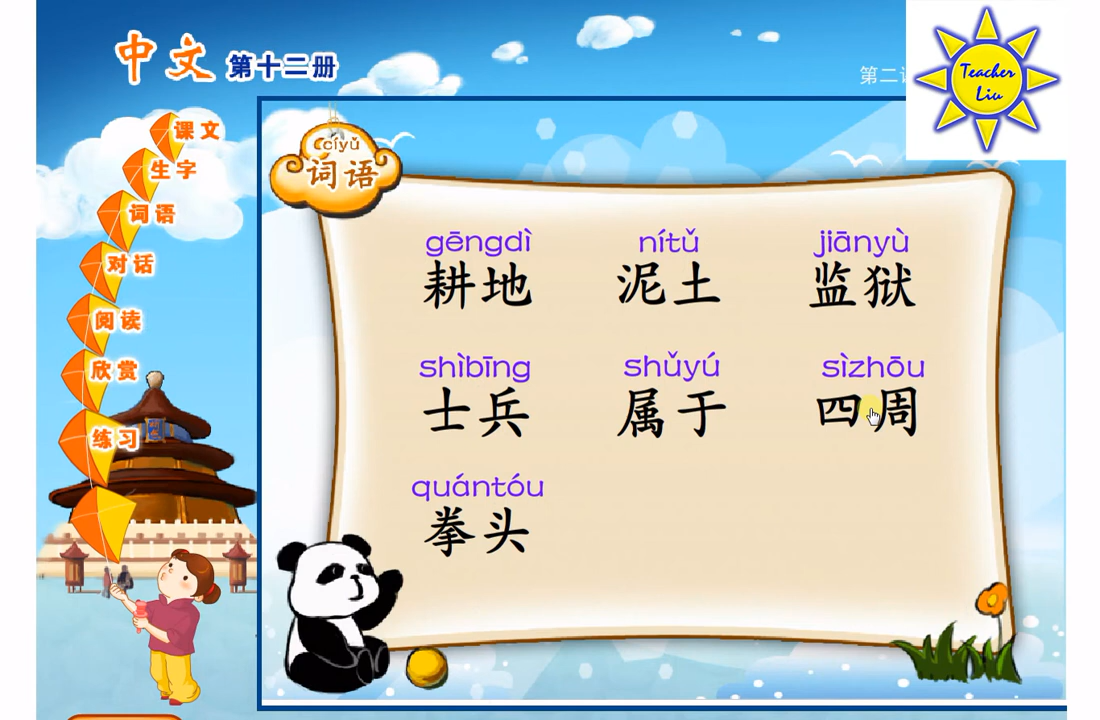 中文 第十二册
第二
Teacher
Liu
课文
生字
词语
对话
阅读
欣赏
练习
cíyǔ
词语
gēngdì nítǔ jiānyù
耕地 泥土 监狱
shìbīng shǔyú sìzhōu
士兵 属于 四周
quántóu
拳头